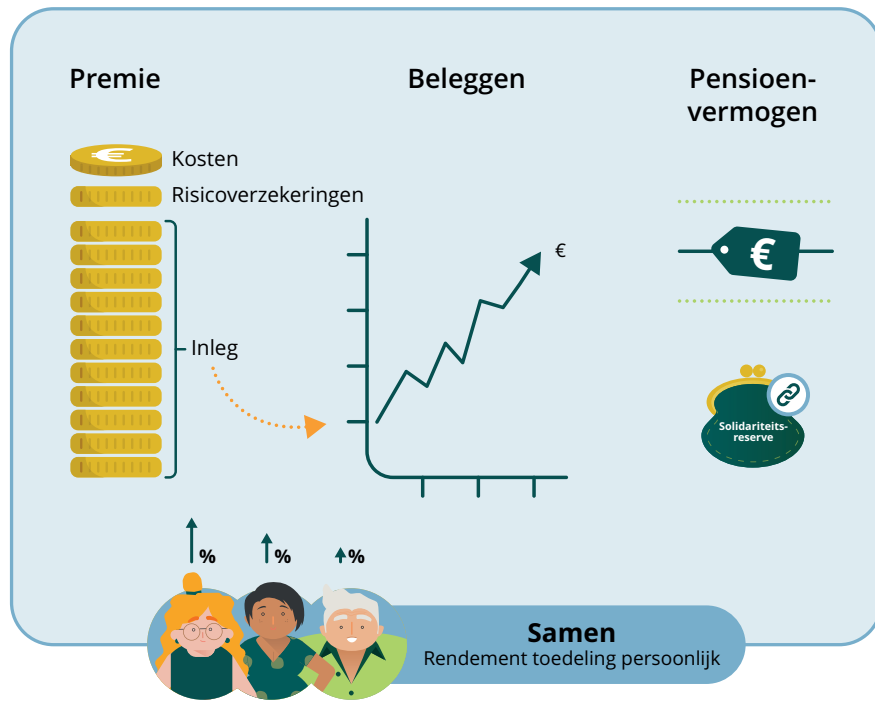 Premie
Beleggen
Pensioen-
vermogen
€
Kosten
Risicoverzekeringen
Inleg
€
€
Solidariteits-
reserve
%
%
%
Samen
Rendement toedeling persoonlijk